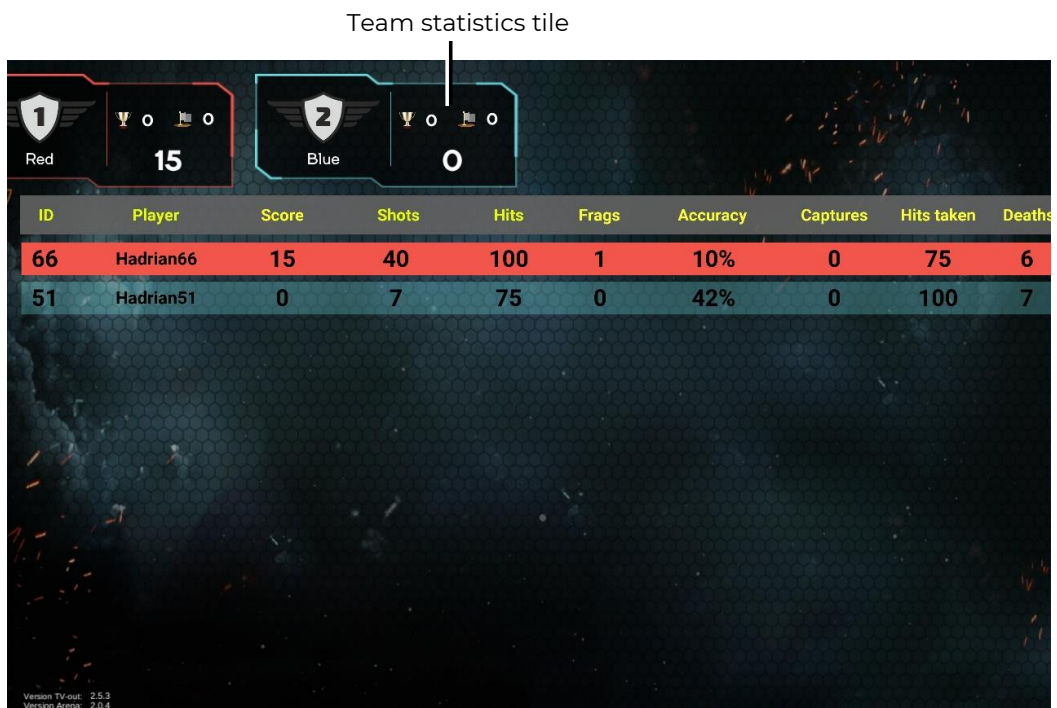 Team statistics tile
1 0 0
Red 15
2 0 0
Blue 0
ID Player Score Shots Hits Frags Accuracy Captures Hits taken Deaths
66 Hadrian66 15 40 100 1 10% 0 75 6
51 Hadrian51 0 7 75 0 42% 0 100 7
Version TV-out: 2.5.3
Version Arena: 2.0.4